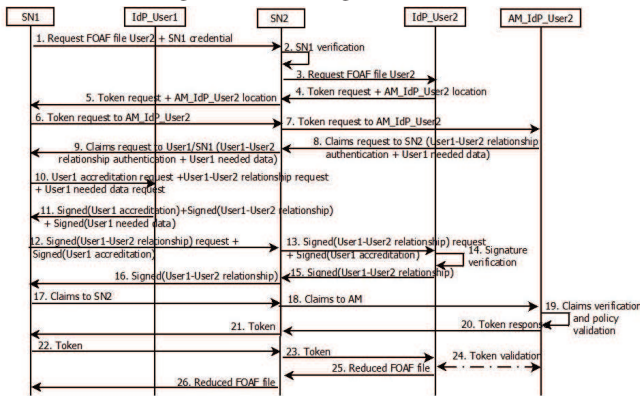 SN1
IdP_User1
SN2
IdP_User2
AM_IdP_User2
1. Request FOAF file User2 + SN1 credential
2. SN1 verification
3. Request FOAF file User2
4. Token request + AM_IdP_User2 location
5. Token request + AM_IdP_User2 location
6. Token request to AM_IdP_User2
7. Token request to AM_IdP_User2
8. Claims request to SN2 (User1-User2 relationship
authentication + User1 needed data)
9. Claims request to User1/SN1 (User1-User2
relationship authentication + User1 needed data)
10. User1 accreditation request +User1-User2 relationship request
+ User1 needed data request
11. Signed(User1 accreditation)+Signed(User1-User2 relationship)
+ Signed(User1 needed data)
12. Signed(User1-User2 relationship) request +
Signed(User1 accreditation)
13. Signed(User1-User2 relationship) request
+ Signed(User1 accreditation)
14. Signature
verification
15. Signed(User1-User2 relationship)
16. Signed(User1-User2 relationship)
17. Claims to SN2
18. Claims to AM
19. Claims verification
and policy
validation
20. Token response
21. Token
22. Token
23. Token
24. Token validation
25. Reduced FOAF file
26. Reduced FOAF file